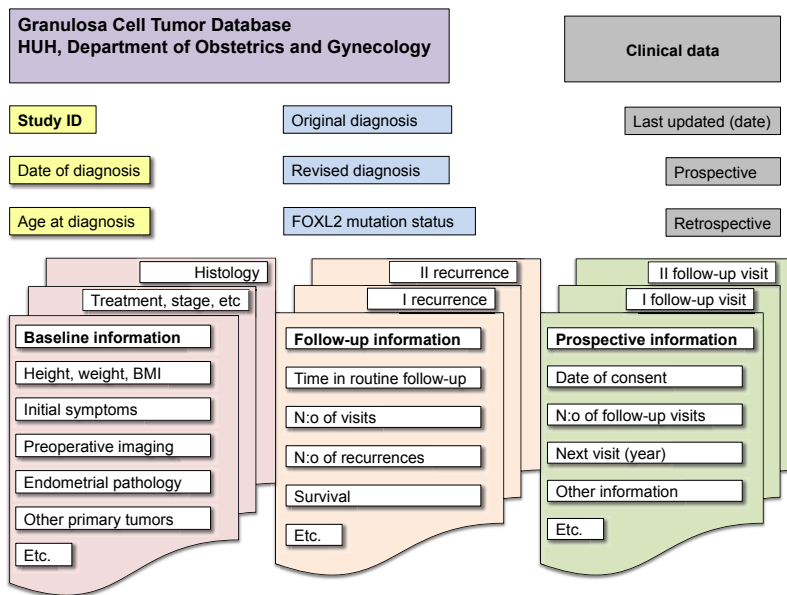 Granulosa Cell Tumor Database
HUH, Department of Obstetrics and Gynecology
Clinical data
Study ID
Original diagnosis
Last updated (date)
Date of diagnosis
Revised diagnosis
Prospective
Age at diagnosis
FOXL2 mutation status
Retrospective
Histology
Treatment, stage, etc
Baseline information
Height, weight, BMI
Initial symptoms
Preoperative imaging
Endometrial pathology
Other primary tumors
Etc.
II recurrence
I recurrence
Follow-up information
Time in routine follow-up
N:o of visits
N:o of recurrences
Survival
Etc.
II follow-up visit
I follow-up visit
Prospective information
Date of consent
N:o of follow-up visits
Next visit (year)
Other information
Etc.